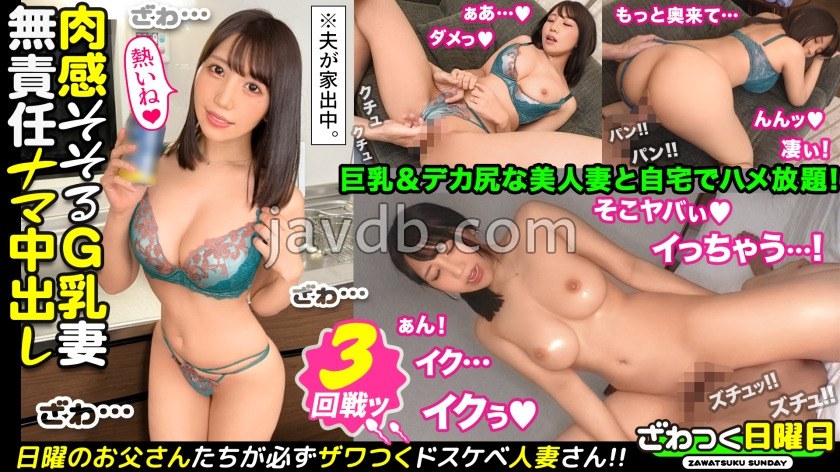 肉感そそるG乳妻
無責任ナマ中出し
ざわ…
熱いね♥
※夫が家出中。
ざわ…
ざわ…
ぁあ…♥
ダメっ♥
クチュ
クチュ
もっと奥来て…
パン!!
パン!!
んんッ♥
凄ぃ!
巨乳&デカ尻な美人妻と自宅でハメ放題!
そこヤバぃ♥
イっちゃう…!
javdb.com
ぁん!
イク…
イクぅ♥
3回戦ッ
ズチュッ!!
ズチュ!!
ざわつく日曜日
ZAWATSUKU SUNDAY
日曜のお父さんたちが必ずザワつくドスケベ人妻さん!!